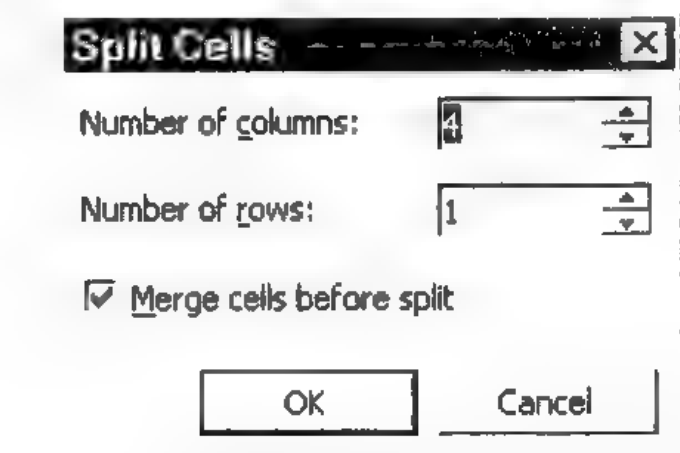 Split Cells
Number of columns: 4
Number of rows: 1
Merge cells before split
OK Cancel